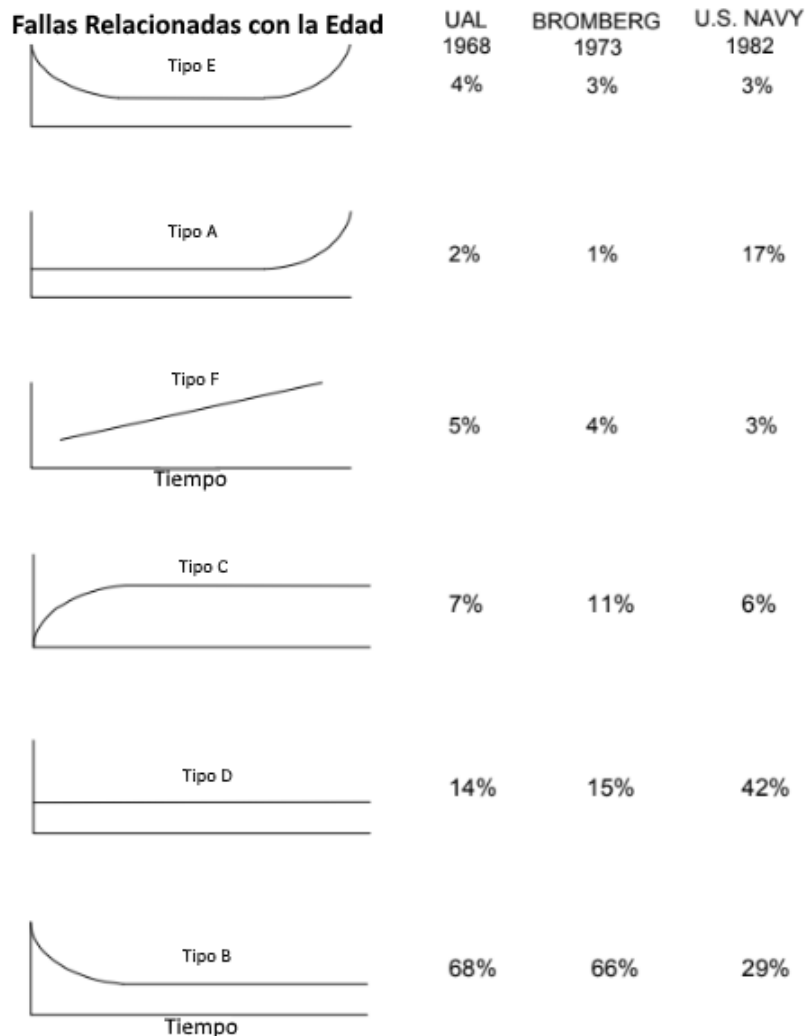 Fallas Relacionadas con la Edad
UAL BROMBERG U.S. NAVY
1968 1973 1982
Tipo E 4% 3% 3%
Tipo A 2% 1% 17%
Tipo F 5% 4% 3%
Tiempo
Tipo C 7% 11% 6%
Tipo D 14% 15% 42%
Tipo B 68% 66% 29%
Tiempo